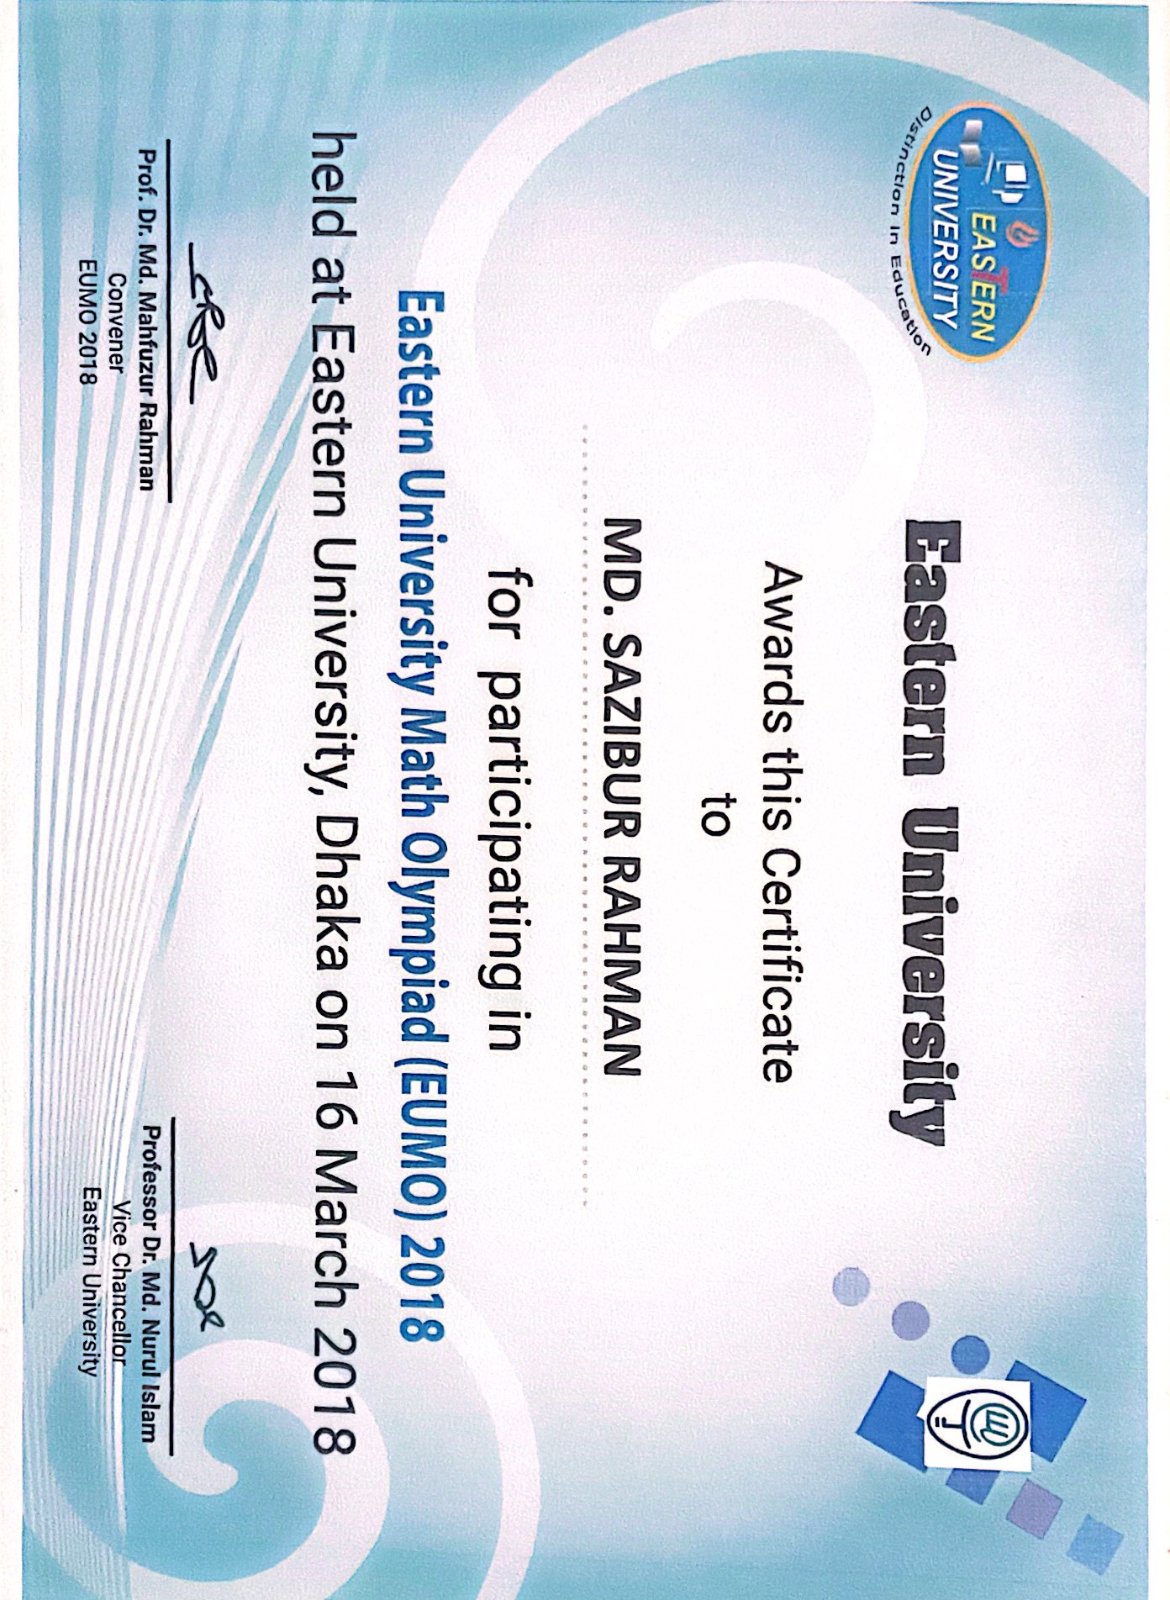 EASTERN
UNIVERSITY
Distinction in Education
Eastern University
Awards this Certificate
to
MD. SAZIBUR RAHMAN
for participating in
Eastern University Math Olympiad (EUMO) 2018
held at Eastern University, Dhaka on 16 March 2018
Prof. Dr. Md. Mahfuzur Rahman
Convener
EUMO 2018
Professor Dr. Md. Nurul Islam
Vice Chancellor
Eastern University